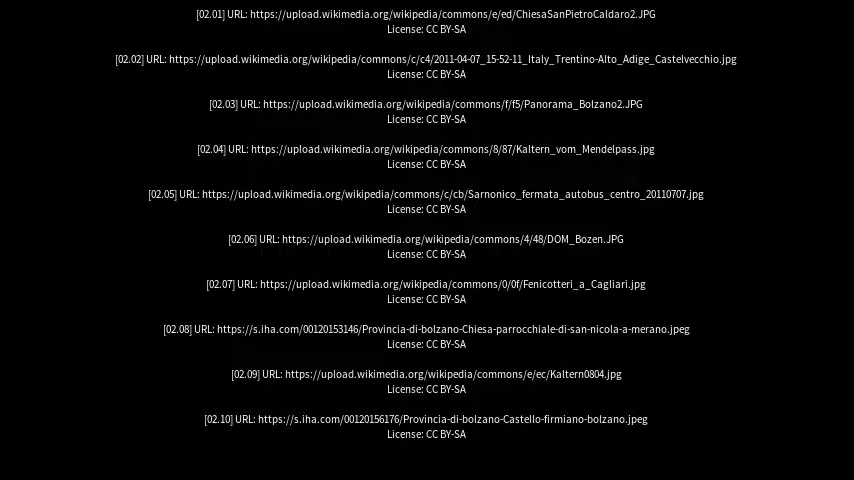 [02.01] URL: https://upload.wikimedia.org/wikipedia/commons/e/ed/ChiesaSanPietroCaldaro2.JPG
License: CC BY-SA
[02.02] URL: https://upload.wikimedia.org/wikipedia/commons/c/c4/2011-04-07_15-52-11_Italy_Trentino-Alto_Adige_Castelvecchio.jpg
License: CC BY-SA
[02.03] URL: https://upload.wikimedia.org/wikipedia/commons/f/f5/Panorama_Bolzano2.JPG
License: CC BY-SA
[02.04] URL: https://upload.wikimedia.org/wikipedia/commons/8/87/Kaltern_vom_Mendelpass.jpg
License: CC BY-SA
[02.05] URL: https://upload.wikimedia.org/wikipedia/commons/c/cb/Sarnonico_fermata_autobus_centro_20110707.jpg
License: CC BY-SA
[02.06] URL: https://upload.wikimedia.org/wikipedia/commons/4/48/DOM_Bozen.JPG
License: CC BY-SA
[02.07] URL: https://upload.wikimedia.org/wikipedia/commons/0/0f/Fenicotteri_a_Cagliari.jpg
License: CC BY-SA
[02.08] URL: https://s.iha.com/00120153146/Provincia-di-bolzano-Chiesa-parrocchiale-di-san-nicola-a-merano.jpeg
License: CC BY-SA
[02.09] URL: https://upload.wikimedia.org/wikipedia/commons/e/ec/Kaltern0804.jpg
License: CC BY-SA
[02.10] URL: https://s.iha.com/00120156176/Provincia-di-bolzano-Castello-firmiano-bolzano.jpeg
License: CC BY-SA